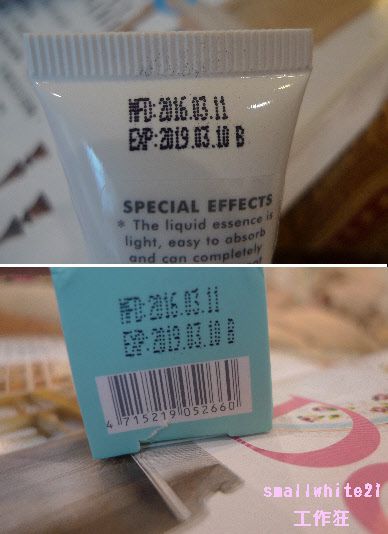 MFD:2016.03.11
EXP:2019.03.10 B
SPECIAL EFFECTS
* The liquid essence is
light, easy to absorb
and can completely
MFD:2016.03.11
EXP:2019.03.10 B
4 715219 052660
smallwhite21
工作狂